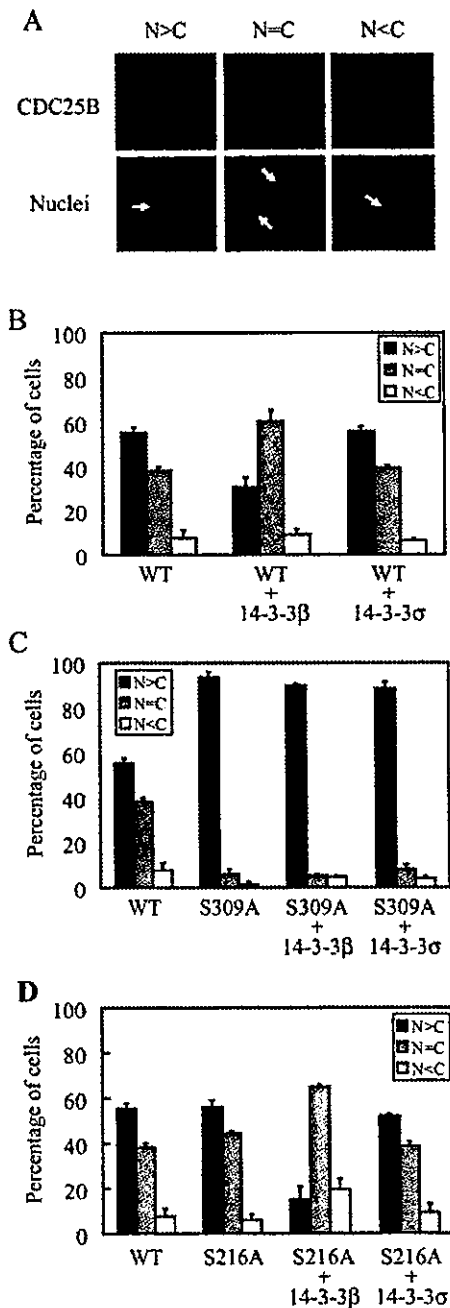 A
N>C N=C N<C
CDC25B
Nuclei
B
Percentage of cells
100
80
60
40
20
0
N>C
N=C
N<C
WT WT + 14-3-3β WT + 14-3-3σ
C
Percentage of cells
100
80
60
40
20
0
N>C
N=C
N<C
WT S309A S309A + 14-3-3β S309A + 14-3-3σ
D
Percentage of cells
100
80
60
40
20
0
N>C
N=C
N<C
WT S216A S216A + 14-3-3β S216A + 14-3-3σ